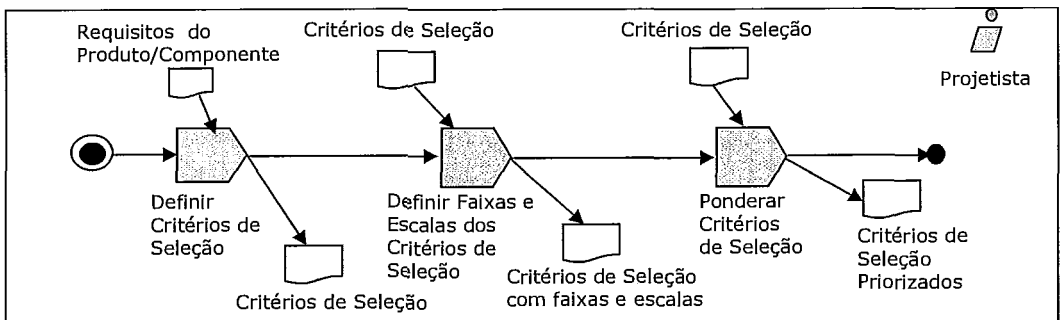 Requisitos do
Produto/Componente
Critérios de Seleção
Critérios de Seleção
Projetista
Definir
Critérios de
Seleção
Critérios de Seleção
Definir Faixas e
Escalas dos
Critérios de
Seleção
Critérios de Seleção
com faixas e escalas
Ponderar
Critérios
de Seleção
Critérios de
Seleção
Priorizados